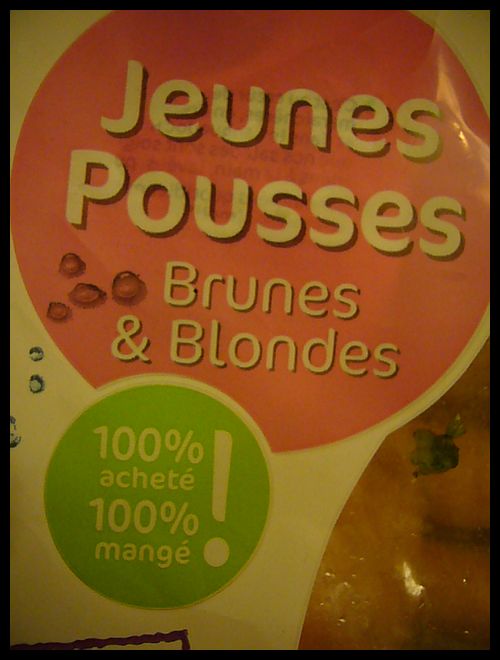 Jeunes
Pousses
Brunes
& Blondes
100%
acheté
100%
mangé
!